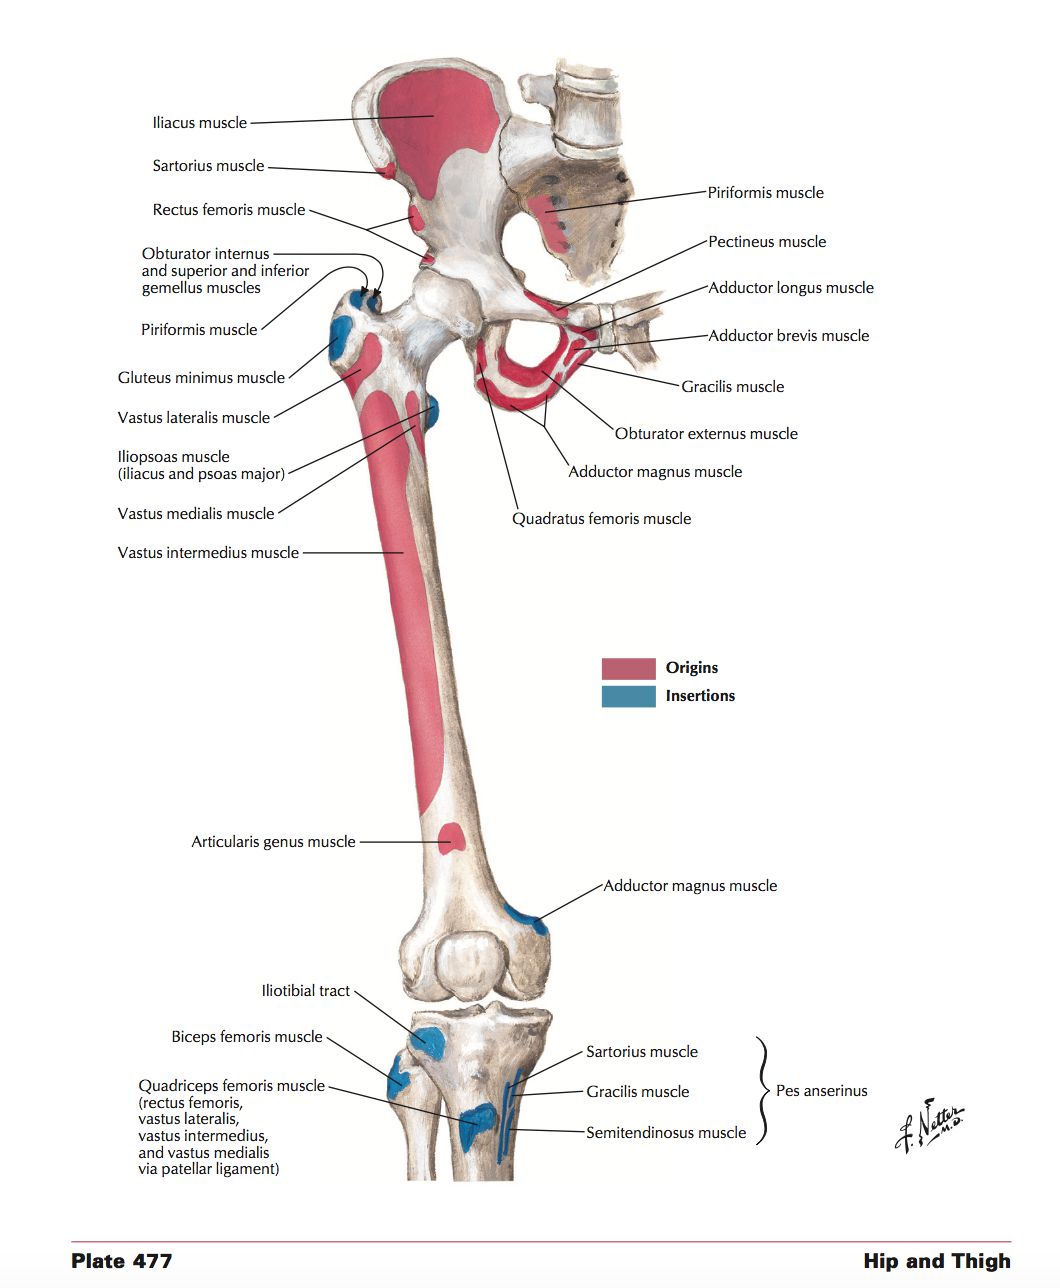 Iliacus muscle
Sartorius muscle
Rectus femoris muscle
Obturator internus
and superior and inferior
gemellus muscles
Piriformis muscle
Gluteus minimus muscle
Vastus lateralis muscle
Iliopsoas muscle
(iliacus and psoas major)
Vastus medialis muscle
Vastus intermedius muscle
Piriformis muscle
Pectineus muscle
Adductor longus muscle
Adductor brevis muscle
Gracilis muscle
Obturator externus muscle
Adductor magnus muscle
Quadratus femoris muscle
Origins
Insertions
Articularis genus muscle
Adductor magnus muscle
Iliotibial tract
Biceps femoris muscle
Quadriceps femoris muscle
(rectus femoris,
vastus lateralis,
vastus intermedius,
and vastus medialis
via patellar ligament)
Sartorius muscle
Gracilis muscle
Semitendinosus muscle
Pes anserinus
F. Netter
M.D.
Plate 477
Hip and Thigh